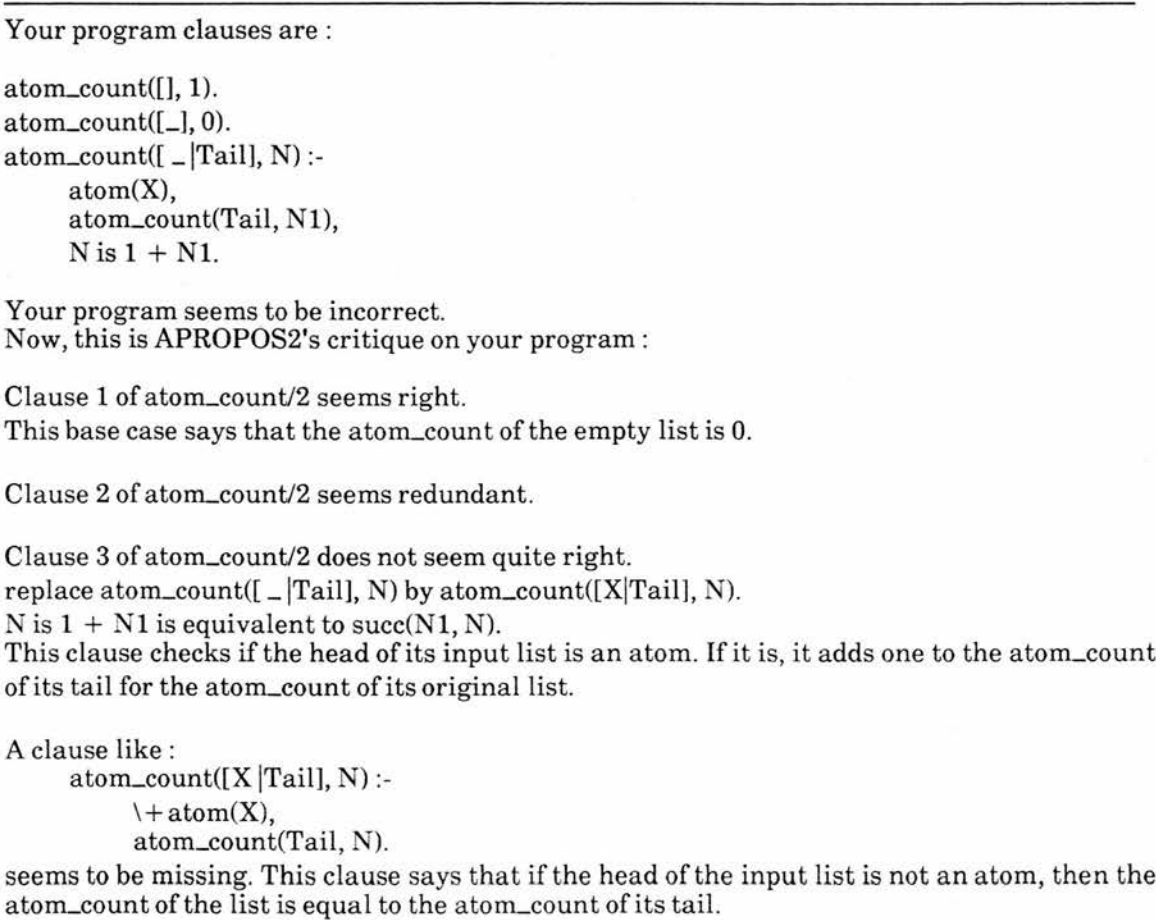 Your program clauses are :
atom_count([], 1).
atom_count([_], 0).
atom_count([ _ |Tail], N) :-
atom(X),
atom_count(Tail, N1),
N is 1 + N1.
Your program seems to be incorrect.
Now, this is APROPOS2's critique on your program :
Clause 1 of atom_count/2 seems right.
This base case says that the atom_count of the empty list is 0.
Clause 2 of atom_count/2 seems redundant.
Clause 3 of atom_count/2 does not seem quite right.
replace atom_count([ _ |Tail], N) by atom_count([X|Tail], N).
N is 1 + N1 is equivalent to succ(N1, N).
This clause checks if the head of its input list is an atom. If it is, it adds one to the atom_count
of its tail for the atom_count of its original list.
A clause like :
atom_count([X |Tail], N) :-
\+ atom(X),
atom_count(Tail, N).
seems to be missing. This clause says that if the head of the input list is not an atom, then the
atom_count of the list is equal to the atom_count of its tail.